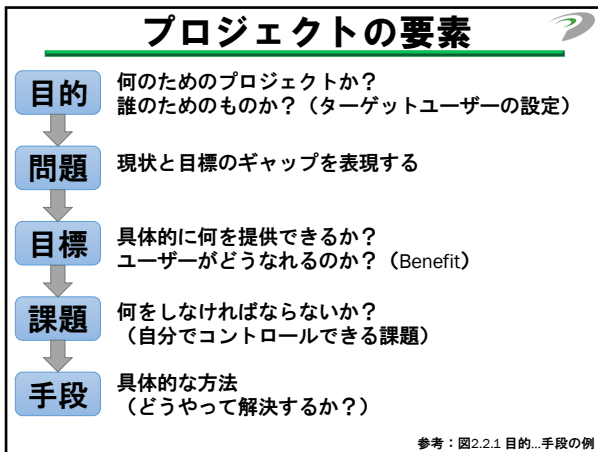 プロジェクトの要素
目的
何のためのプロジェクトか？
誰のためのものか？（ターゲットユーザーの設定）
問題
現状と目標のギャップを表現する
目標
具体的に何を提供できるか？
ユーザーがどうなれるのか？（Benefit）
課題
何をしなければならないか？
（自分でコントロールできる課題）
手段
具体的な方法
（どうやって解決するか？）
参考：図2.2.1 目的...手段の例